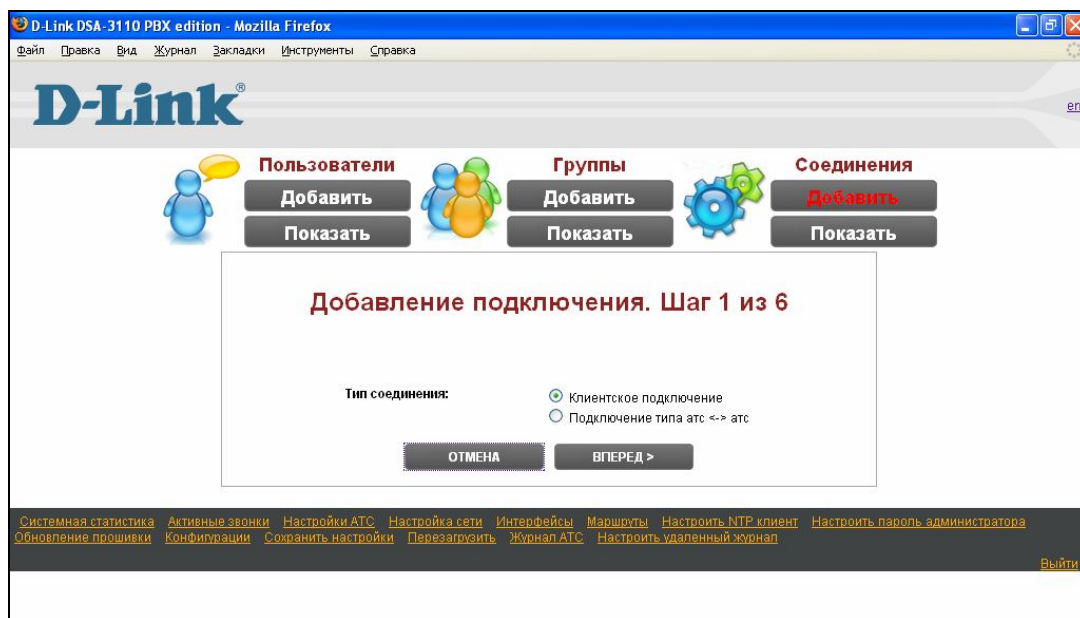 D-Link DSA-3110 PBX edition - Mozilla Firefox
Файл Правка Вид Журнал Закладки Инструменты Справка
D-Link®
en
Пользователи Группы Соединения
Добавить Добавить Добавить
Показать Показать Показать
Добавление подключения. Шаг 1 из 6
Тип соединения:
Клиентское подключение
Подключение типа атс <-> атс
ОТМЕНА ВПЕРЕД >
Системная статистика Активные звонки Настройки АТС Настройка сети Интерфейсы Маршруты Настроить NTP клиент Настроить пароль администратора
Обновление прошивки Конфигурации Сохранить настройки Перезагрузить Журнал АТС Настроить удаленный журнал
Выйти